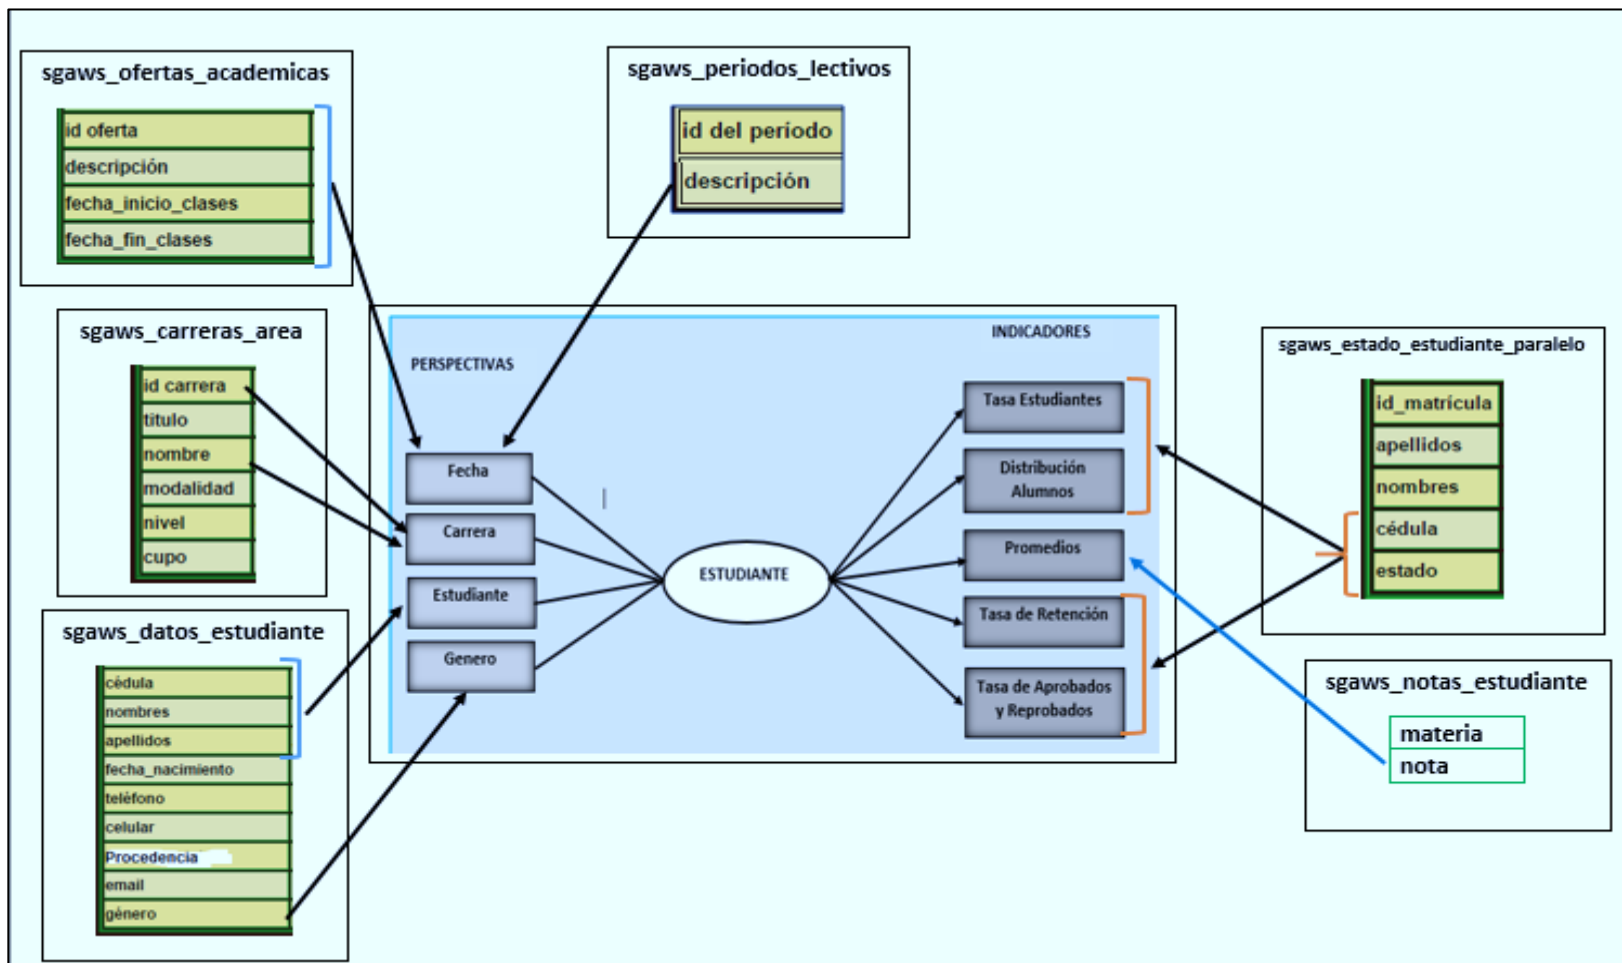 sgaws_ofertas_academicas
id oferta
descripción
fecha_inicio_clases
fecha_fin_clases
sgaws_periodos_lectivos
id del período
descripción
sgaws_carreras_area
id carrera
titulo
nombre
modalidad
nivel
cupo
sgaws_datos_estudiante
cédula
nombres
apellidos
fecha_nacimiento
teléfono
celular
Procedencia
email
género
PERSPECTIVAS
Fecha
Carrera
Estudiante
Genero
ESTUDIANTE
INDICADORES
Tasa Estudiantes
Distribución
Alumnos
Promedios
Tasa de Retención
Tasa de Aprobados
y Reprobados
sgaws_estado_estudiante_paralelo
id_matrícula
apellidos
nombres
cédula
estado
sgaws_notas_estudiante
materia
nota